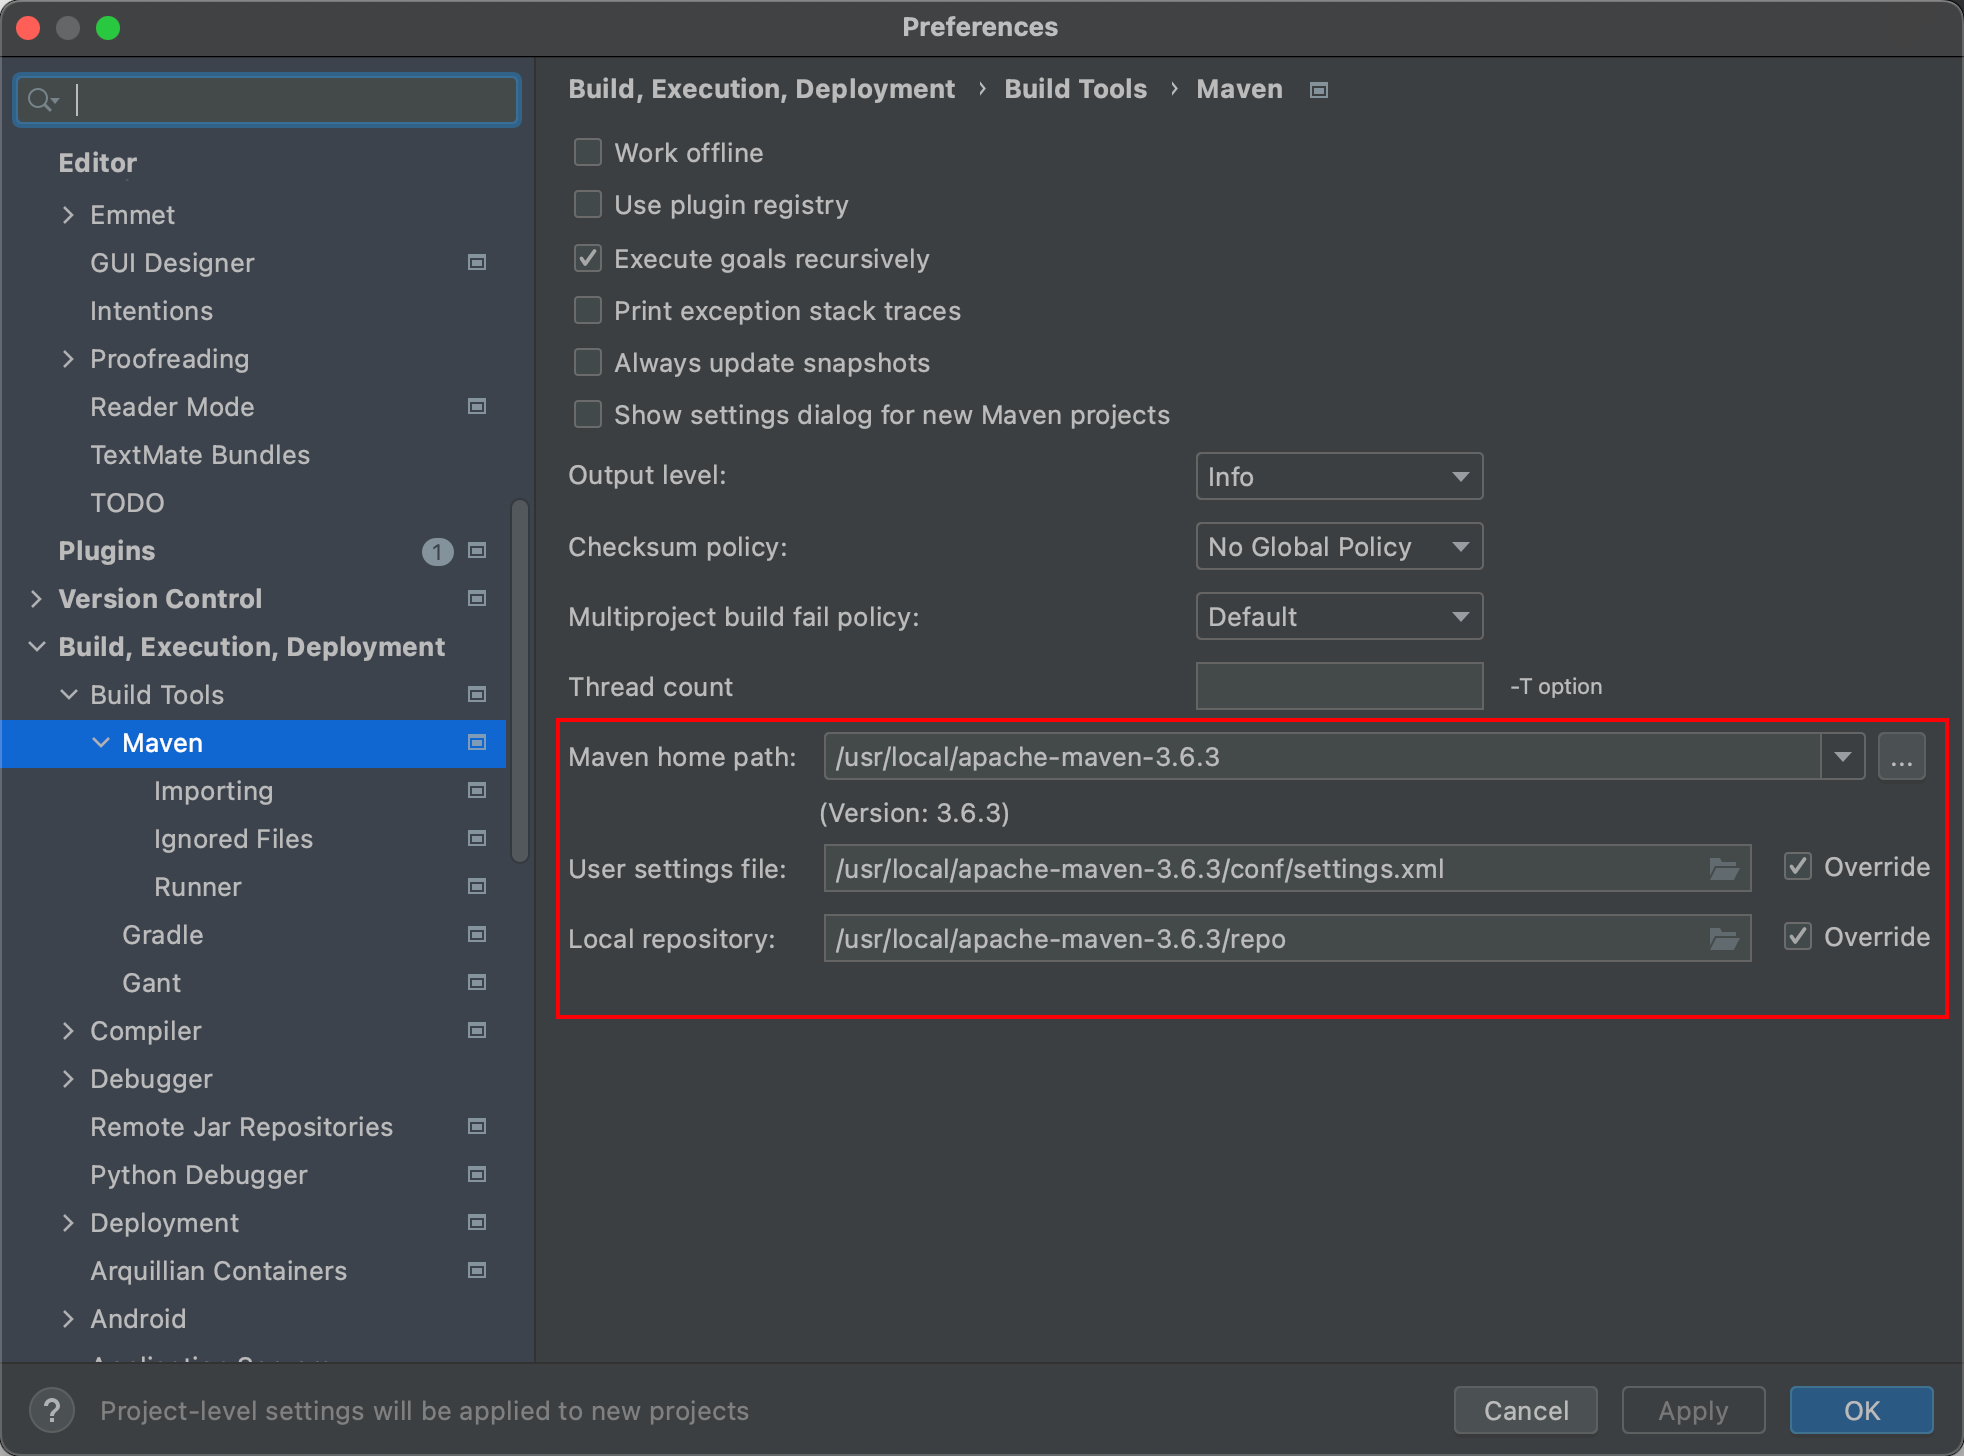 Preferences
Editor
Emmet
GUI Designer
Intentions
Proofreading
Reader Mode
TextMate Bundles
TODO
Plugins 1
Version Control
Build, Execution, Deployment
Build Tools
Maven
Importing
Ignored Files
Runner
Gradle
Gant
Compiler
Debugger
Remote Jar Repositories
Python Debugger
Deployment
Arquillian Containers
Android
Build, Execution, Deployment › Build Tools › Maven
Work offline
Use plugin registry
Execute goals recursively
Print exception stack traces
Always update snapshots
Show settings dialog for new Maven projects
Output level: Info
Checksum policy: No Global Policy
Multiproject build fail policy: Default
Thread count -T option
Maven home path: /usr/local/apache-maven-3.6.3 ...
(Version: 3.6.3)
User settings file: /usr/local/apache-maven-3.6.3/conf/settings.xml Override
Local repository: /usr/local/apache-maven-3.6.3/repo Override
? Project-level settings will be applied to new projects
Cancel Apply OK